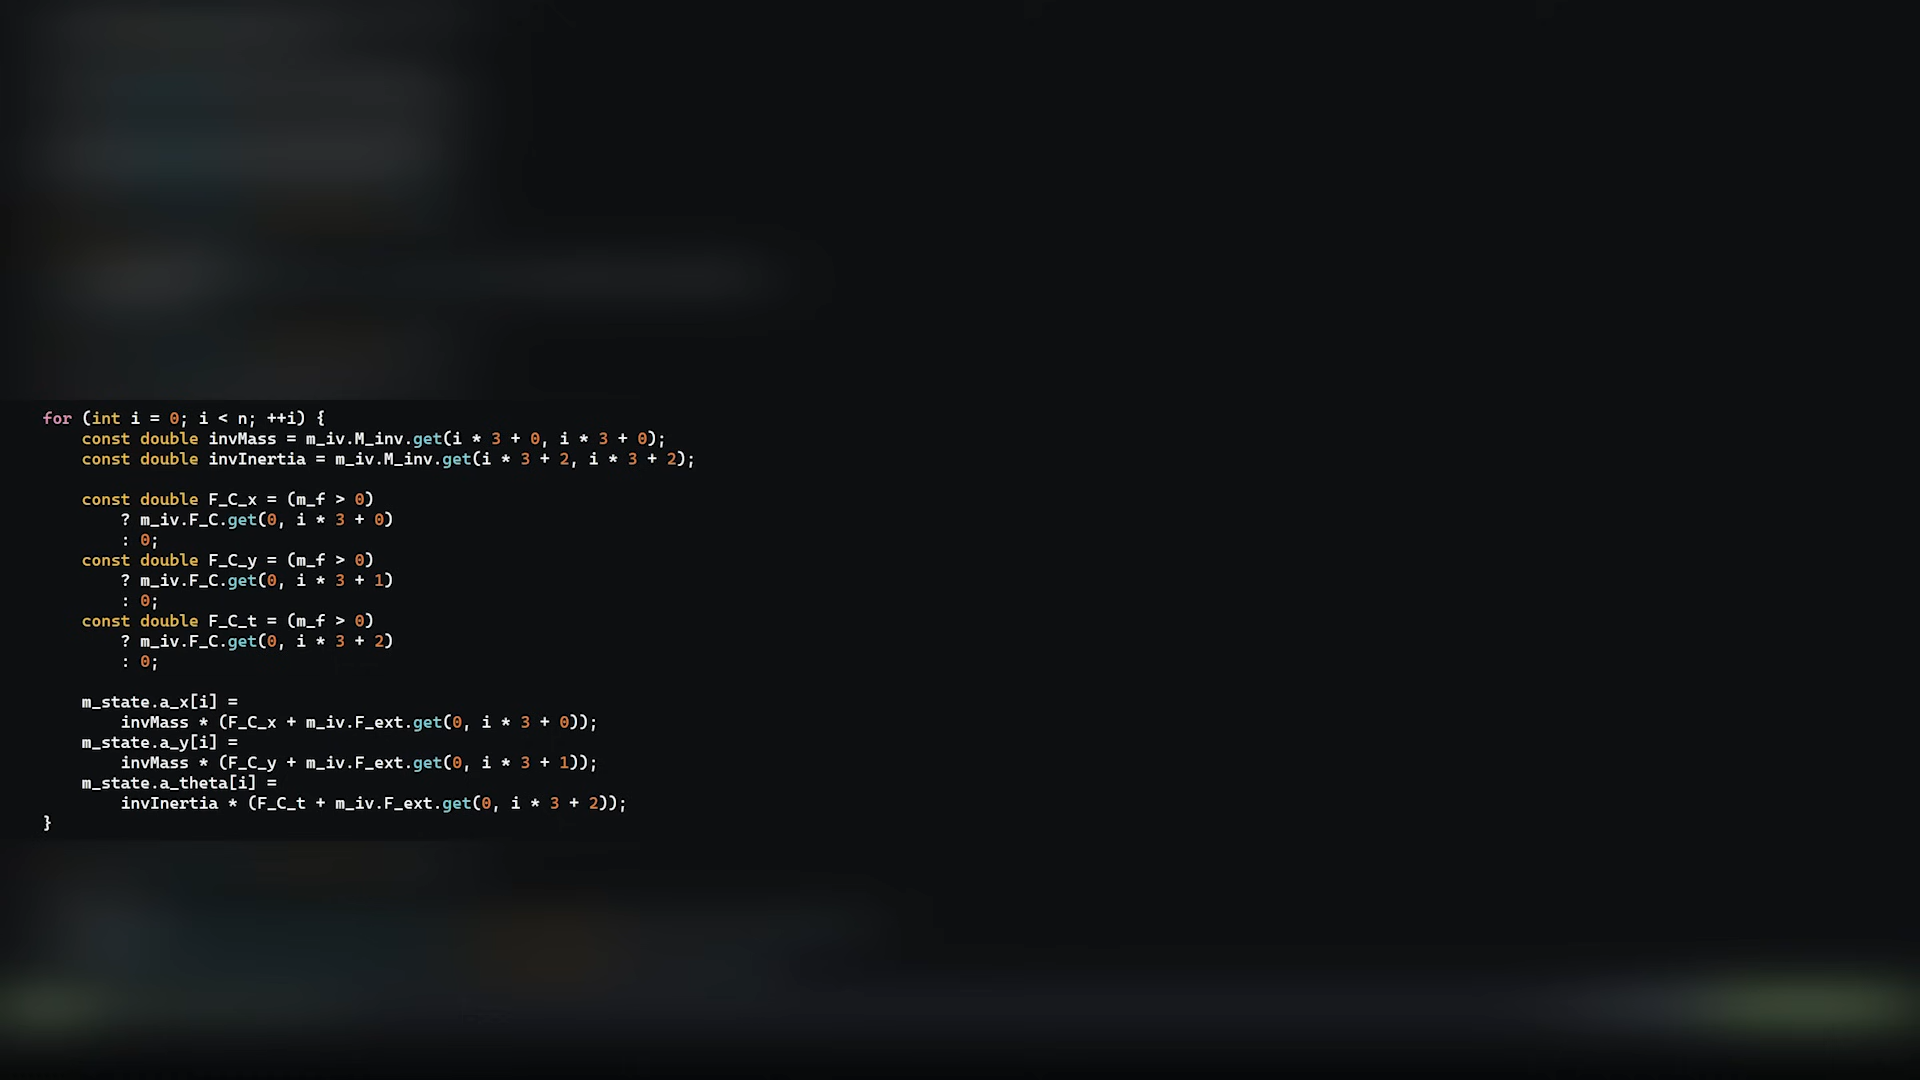 for (int i = 0; i < n; ++i) {
    const double invMass = m_iv.M_inv.get(i * 3 + 0, i * 3 + 0);
    const double invInertia = m_iv.M_inv.get(i * 3 + 2, i * 3 + 2);

    const double F_C_x = (m_f > 0)
        ? m_iv.F_C.get(0, i * 3 + 0)
        : 0;
    const double F_C_y = (m_f > 0)
        ? m_iv.F_C.get(0, i * 3 + 1)
        : 0;
    const double F_C_t = (m_f > 0)
        ? m_iv.F_C.get(0, i * 3 + 2)
        : 0;

    m_state.a_x[i] =
        invMass * (F_C_x + m_iv.F_ext.get(0, i * 3 + 0));
    m_state.a_y[i] =
        invMass * (F_C_y + m_iv.F_ext.get(0, i * 3 + 1));
    m_state.a_theta[i] =
        invInertia * (F_C_t + m_iv.F_ext.get(0, i * 3 + 2));
}